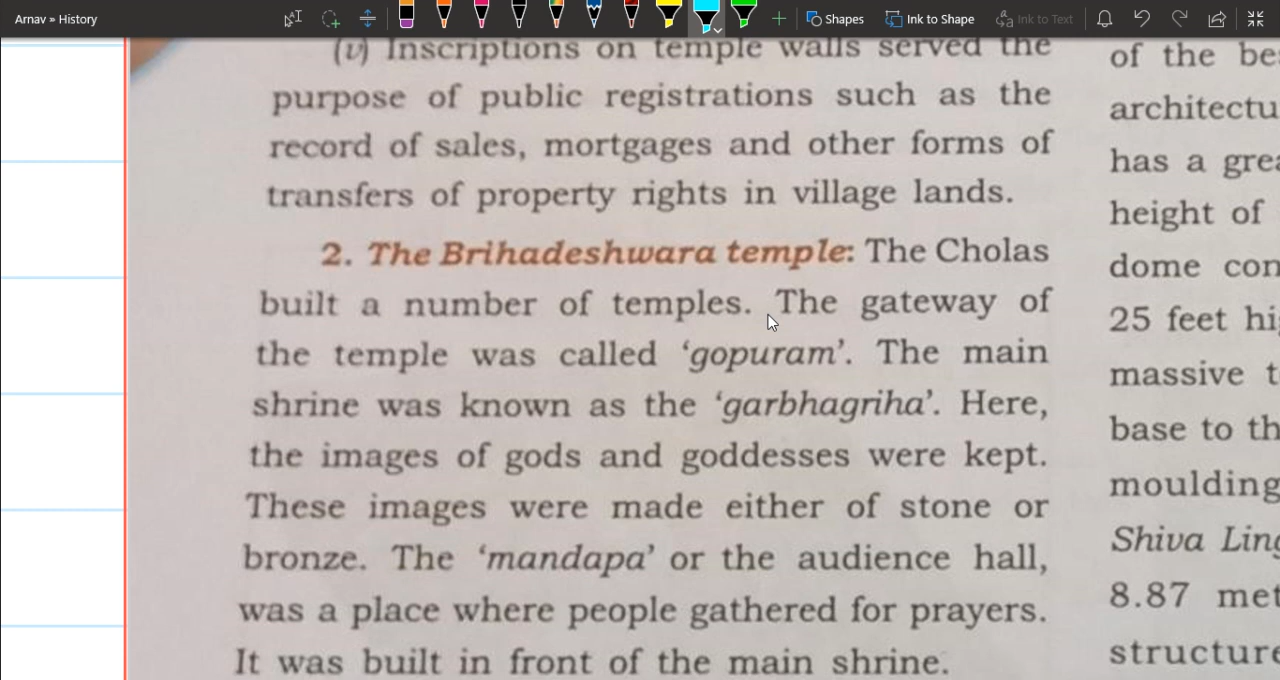 Arnav » History
Shapes
Ink to Shape
Ink to Text
(v) Inscriptions on temple walls served the
purpose of public registrations such as the
record of sales, mortgages and other forms of
transfers of property rights in village lands.
2. The Brihadeshwara temple: The Cholas
built a number of temples. The gateway of
the temple was called ‘gopuram’. The main
shrine was known as the ‘garbhagriha’. Here,
the images of gods and goddesses were kept.
These images were made either of stone or
bronze. The ‘mandapa’ or the audience hall,
was a place where people gathered for prayers.
It was built in front of the main shrine.
of the
has a
height of
dome
25 feet
massive
base to
moulding
Shiva
8.87
structure